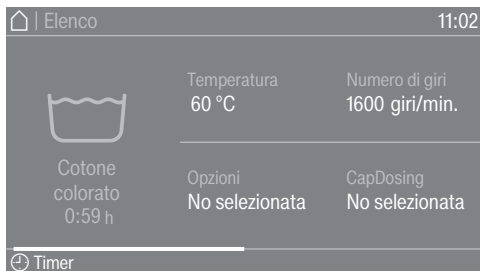 | Elenco 11:02
Temperatura Numero di giri
60 °C 1600 giri/min.
Cotone
colorato
0:59 h
Opzioni CapDosing
No selezionata No selezionata
Timer